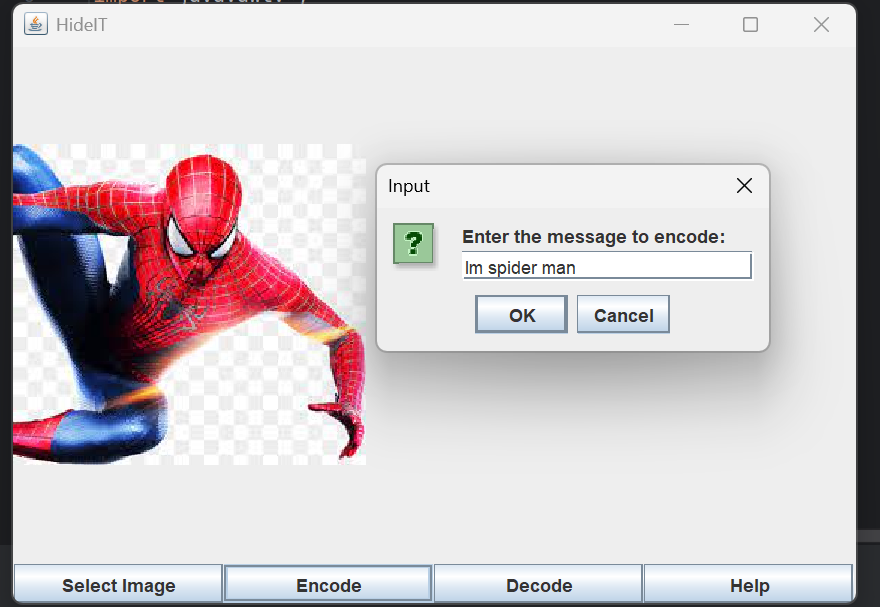 HideIT
Input
Enter the message to encode:
Im spider man
OK Cancel
Select Image Encode Decode Help